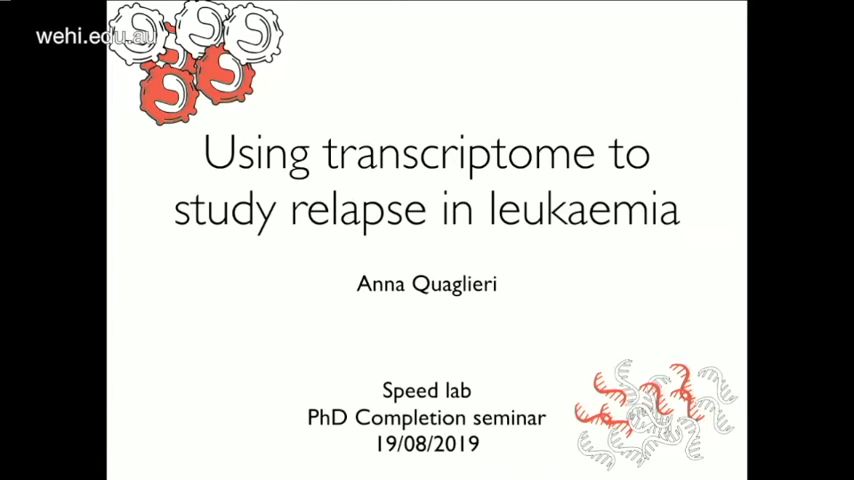 wehi.edu.au
Using transcriptome to
study relapse in leukaemia
Anna Quaglieri
Speed lab
PhD Completion seminar
19/08/2019